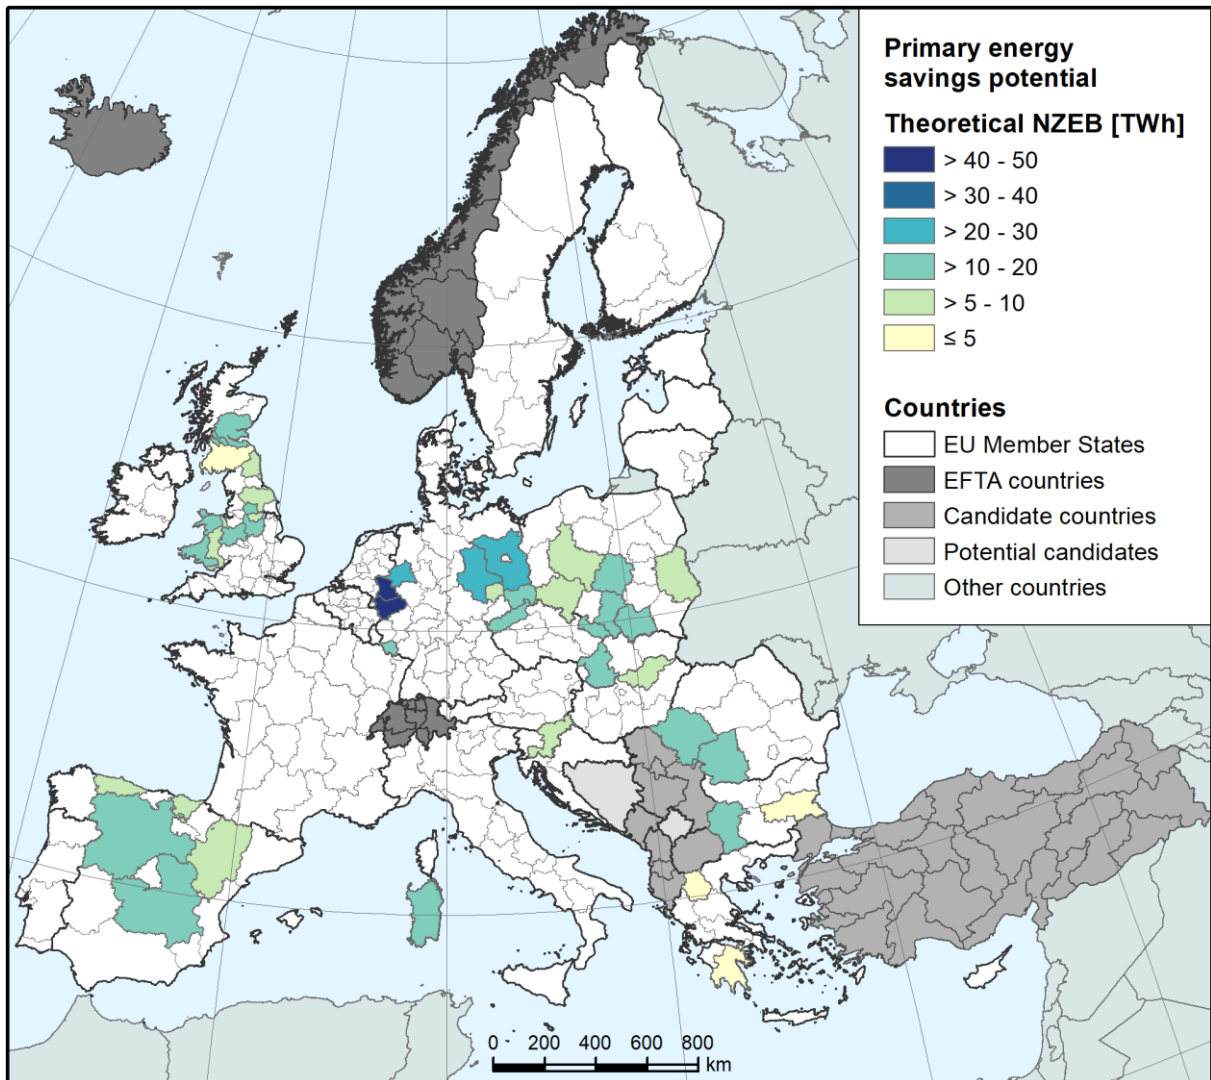 Primary energy
savings potential
Theoretical NZEB [TWh]
> 40 - 50
> 30 - 40
> 20 - 30
> 10 - 20
> 5 - 10
≤ 5
Countries
EU Member States
EFTA countries
Candidate countries
Potential candidates
Other countries
0 200 400 600 800
km